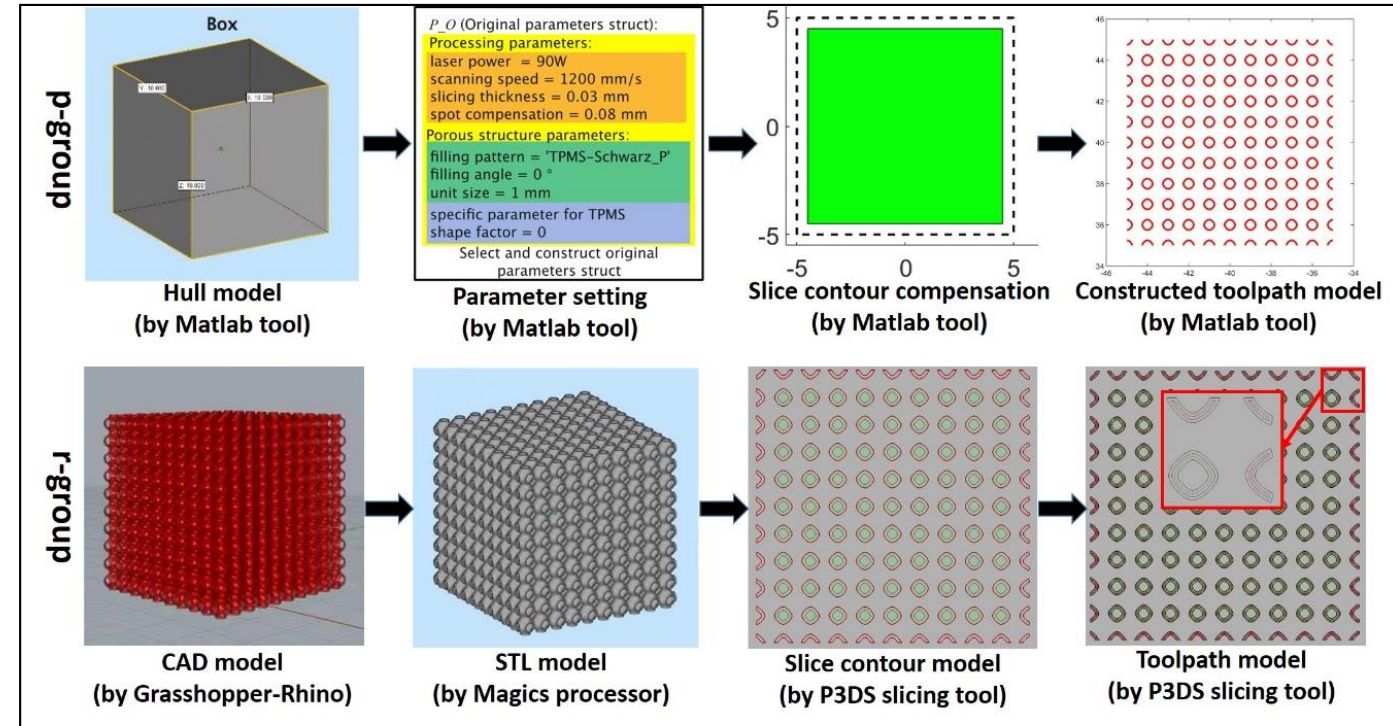 p-group
Box
Y: 10.000
X: 10.000
Z: 10.000
Hull model
(by Matlab tool)
P_O (Original parameters struct):
Processing parameters:
laser power = 90W
scanning speed = 1200 mm/s
slicing thickness = 0.03 mm
spot compensation = 0.08 mm
Porous structure parameters:
filling pattern = 'TPMS-Schwarz_P'
filling angle = 0 °
unit size = 1 mm
specific parameter for TPMS
shape factor = 0
Select and construct original
parameters struct
Parameter setting
(by Matlab tool)
5
0
-5
-5 0 5
Slice contour compensation
(by Matlab tool)
46
44
42
40
38
36
34
-46 -44 -42 -40 -38 -36 -34
Constructed toolpath model
(by Matlab tool)
r-group
CAD model
(by Grasshopper-Rhino)
STL model
(by Magics processor)
Slice contour model
(by P3DS slicing tool)
Toolpath model
(by P3DS slicing tool)